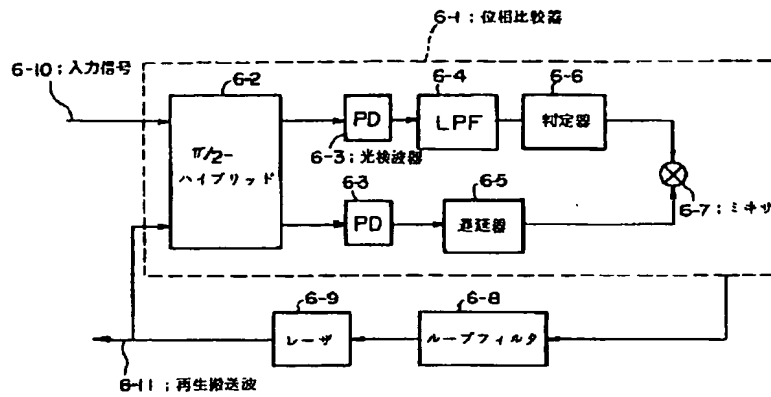 6-1；位相比較器
6-10；入力信号
6-2
6-4
6-6
π/2-
ハイブリッド
PD
LPF
判定器
6-3；光検波器
6-3
6-5
PD
遅延器
6-7；ミキサ
6-9
6-8
レーザ
ループフィルタ
6-11；再生搬送波